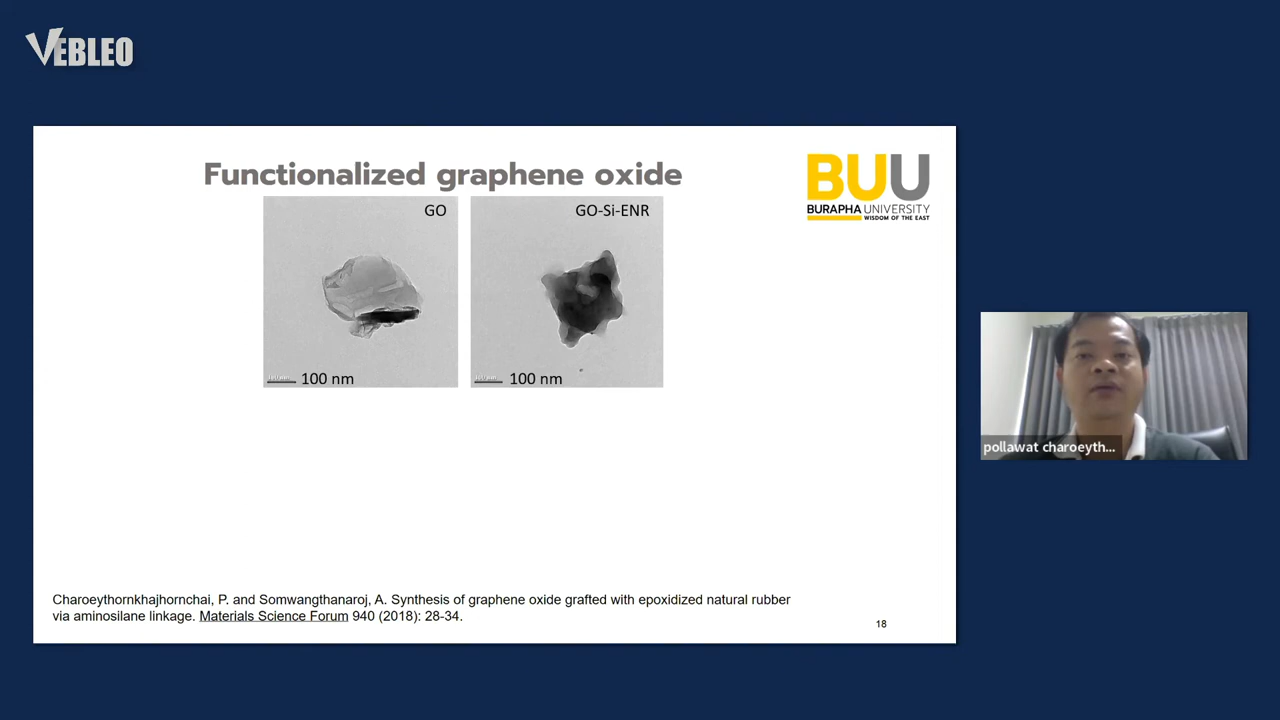 VEBLEO
Functionalized graphene oxide
BUU
BURAPHA UNIVERSITY
WISDOM OF THE EAST
GO
GO-Si-ENR
100 nm
100 nm
pollawat charoeyth...
Charoeythornkhajhornchai, P. and Somwangthanaroj, A. Synthesis of graphene oxide grafted with epoxidized natural rubber
via aminosilane linkage. Materials Science Forum 940 (2018): 28-34.
18